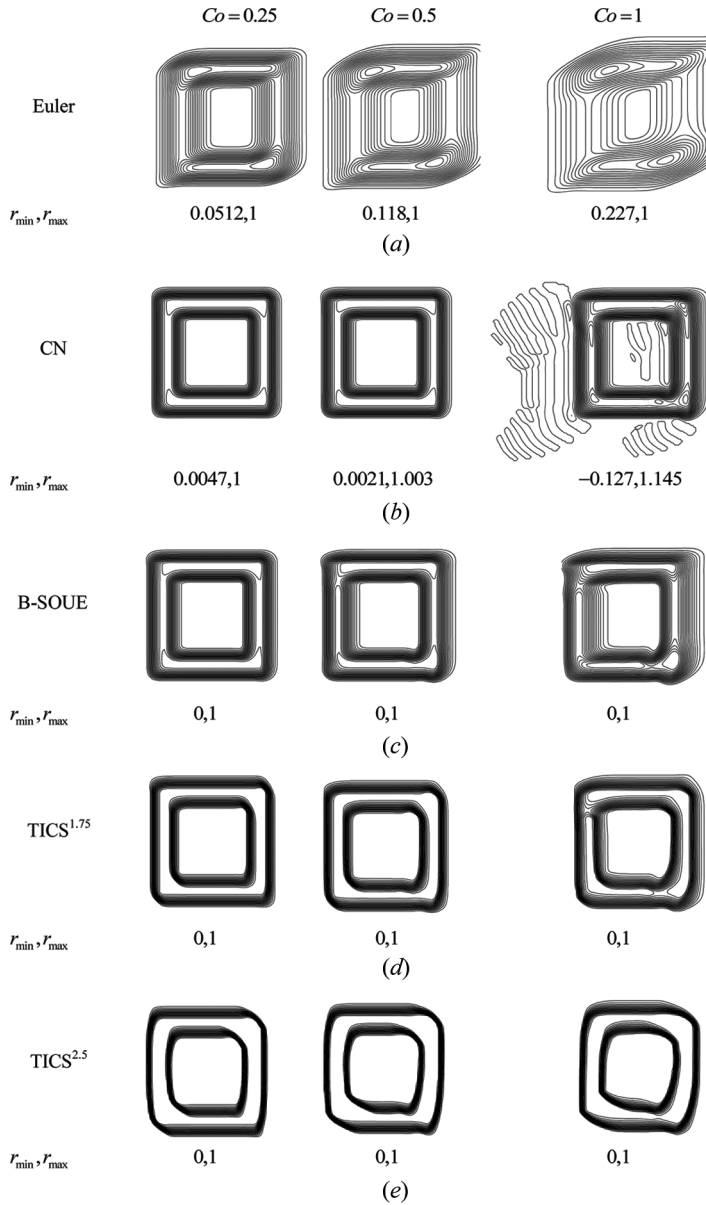 Co = 0.25 Co = 0.5 Co = 1
Euler
r_min, r_max 0.0512,1 0.118,1 0.227,1
(a)
CN
r_min, r_max 0.0047,1 0.0021,1.003 −0.127,1.145
(b)
B-SOUE
r_min, r_max 0,1 0,1 0,1
(c)
TICS^1.75
r_min, r_max 0,1 0,1 0,1
(d)
TICS^2.5
r_min, r_max 0,1 0,1 0,1
(e)